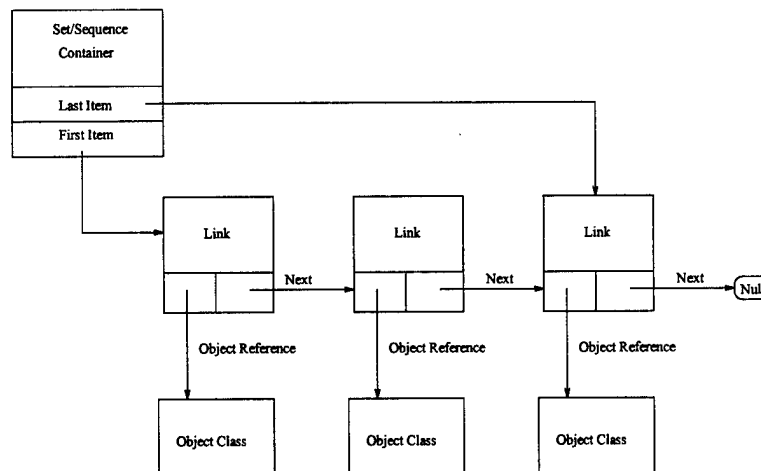 Set/Sequence
Container
Last Item
First Item
Link
Link
Link
Next
Next
Next
Nul
Object Reference
Object Reference
Object Reference
Object Class
Object Class
Object Class